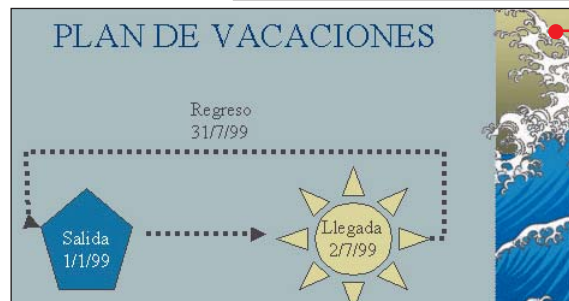 PLAN DE VACACIONES
Regreso
31/7/99
Salida
1/1/99
Llegada
2/7/99